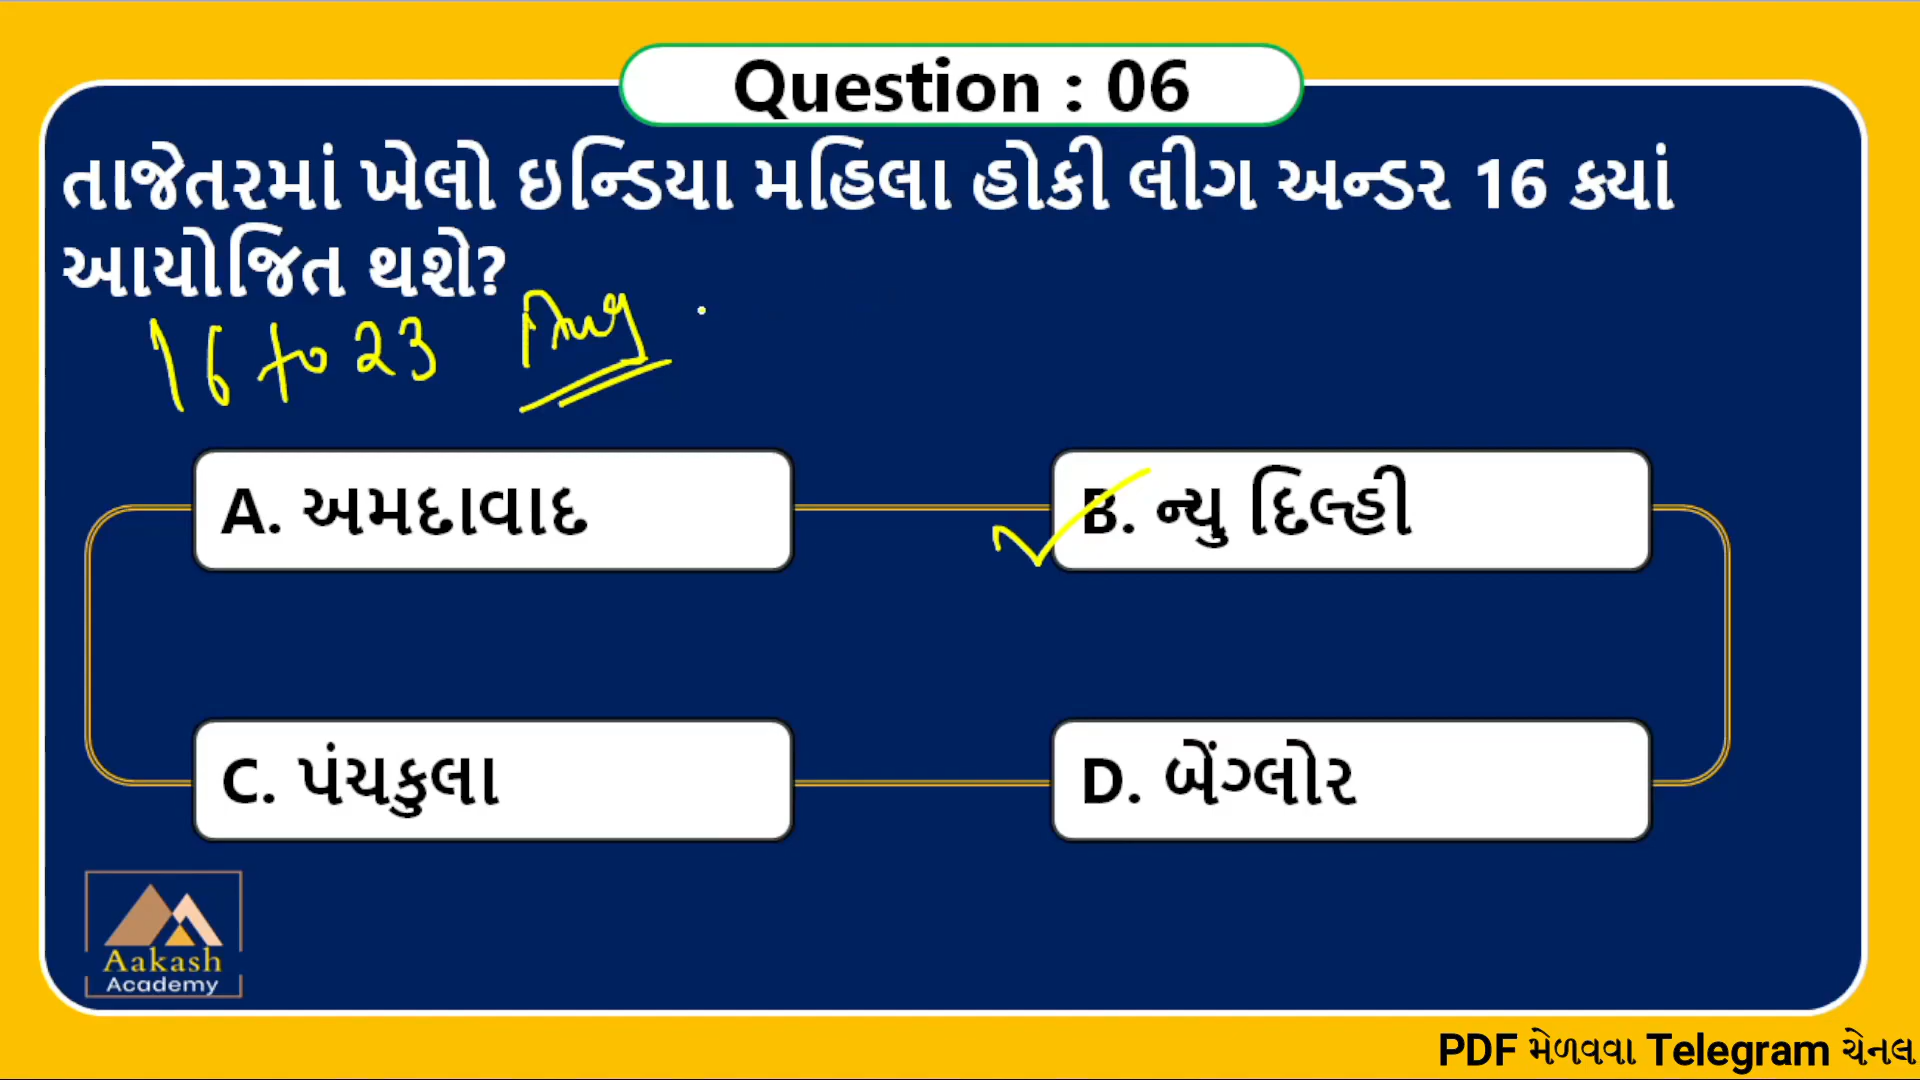 Question : 06
તાજેતરમાં ખેલો ઇન્ડિયા મહિલા હોકી લીગ અન્ડર 16 ક્યાં
આયોજિત થશે?
16 to 23 Aug
A. અમદાવાદ
B. ન્યુ દિલ્હી
C. પંચકુલા
D. બેંગ્લોર
Aakash
Academy
PDF મેળવવા Telegram ચેનલ